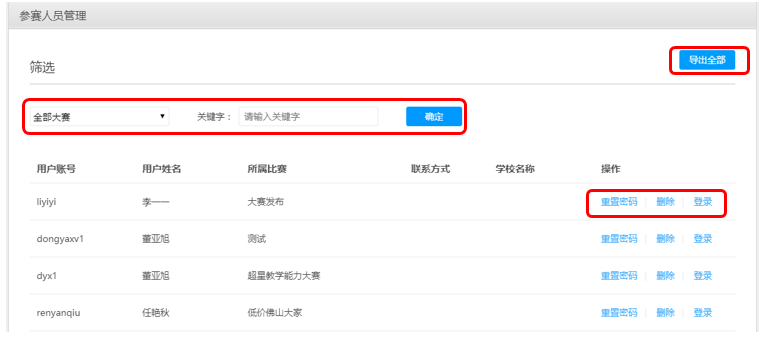 参赛人员管理
筛选
导出全部
全部大赛 关键字： 请输入关键字 确定
用户账号 用户姓名 所属比赛 联系方式 学校名称 操作
liyiyi 李一一 大赛发布 重置密码 删除 登录
dongyaxv1 董亚旭 测试 重置密码 删除 登录
dyx1 董亚旭 超星教学能力大赛 重置密码 删除 登录
renyanqiu 任艳秋 低价佛山大家 重置密码 删除 登录